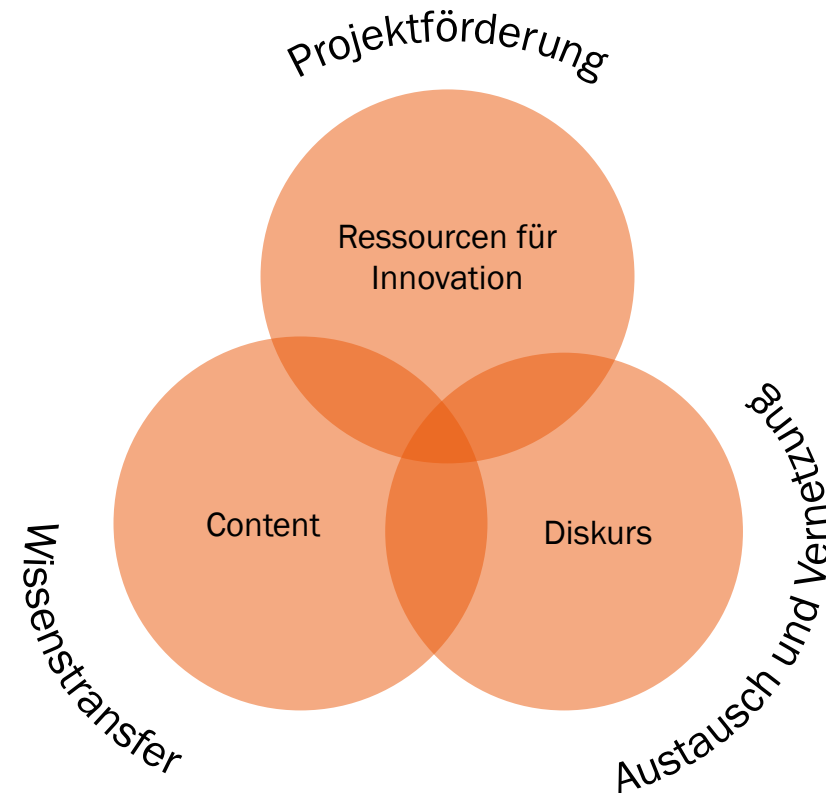 Projektförderung
Ressourcen für
Innovation
Content
Diskurs
Wissenstransfer
Austausch und Vernetzung